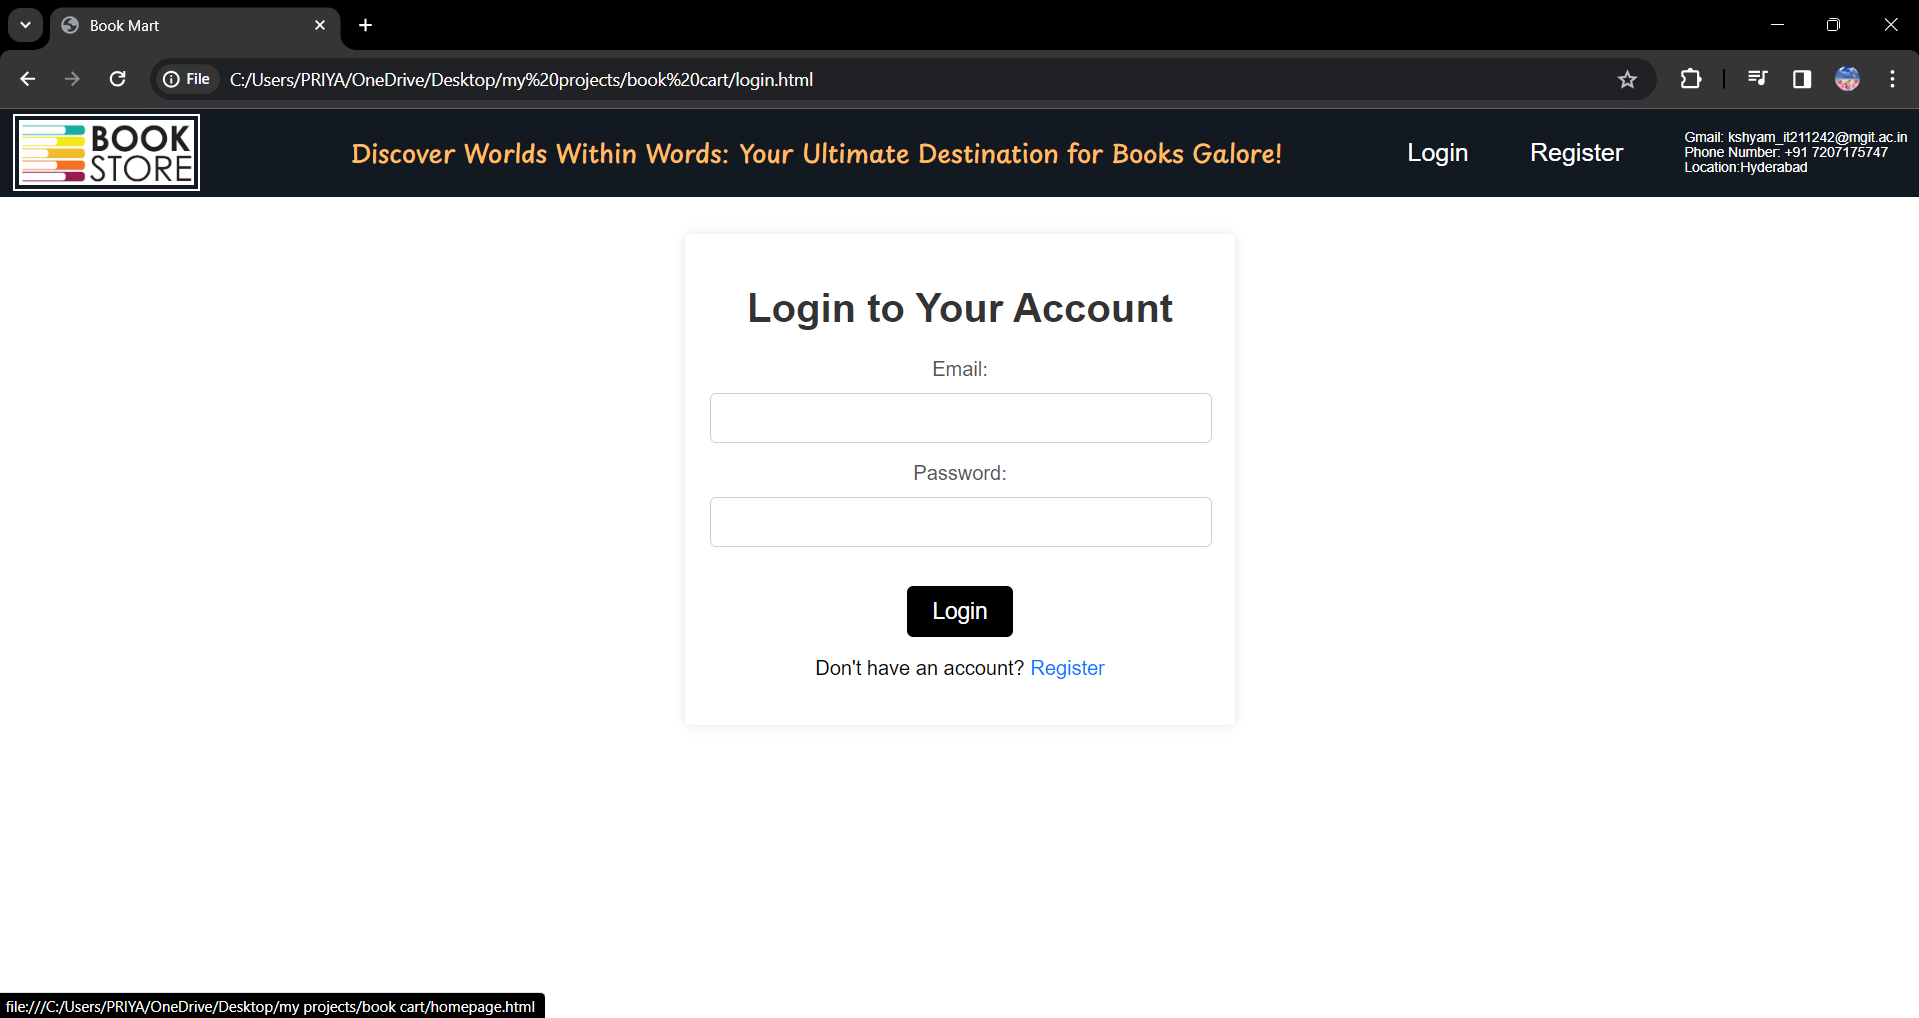 Book Mart
File
C:/Users/PRIYA/OneDrive/Desktop/my%20projects/book%20cart/login.html
BOOK
STORE
Discover Worlds Within Words: Your Ultimate Destination for Books Galore!
Login
Register
Gmail: kshyam_it211242@mgit.ac.in
Phone Number: +91 7207175747
Location:Hyderabad
Login to Your Account
Email:
Password:
Login
Don't have an account? Register
file:///C:/Users/PRIYA/OneDrive/Desktop/my projects/book cart/homepage.html